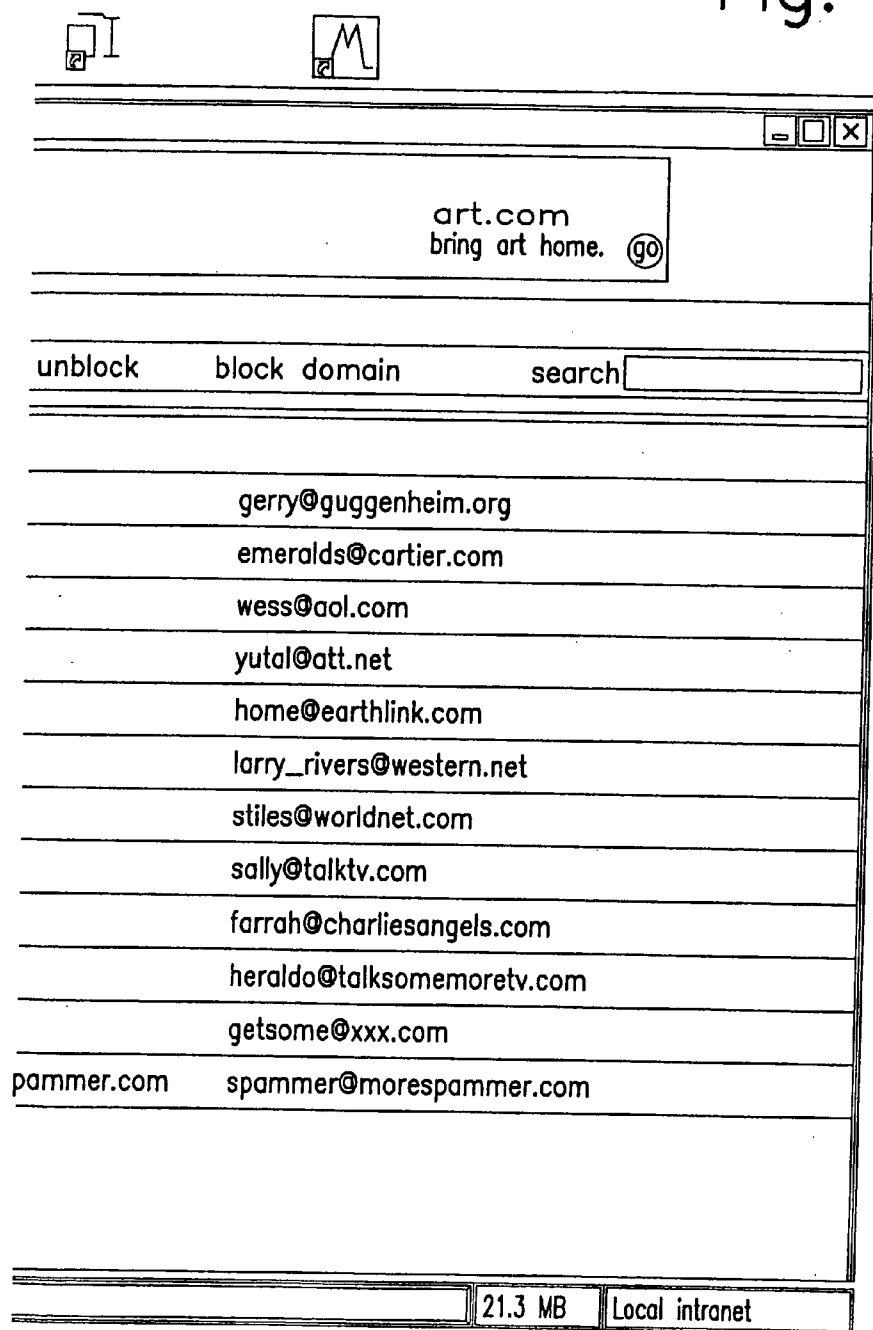 Fig.
art.com
bring art home. go
unblock block domain search
gerry@guggenheim.org
emeralds@cartier.com
wess@aol.com
yutal@att.net
home@earthlink.com
larry_rivers@western.net
stiles@worldnet.com
sally@talktv.com
farrah@charliesangels.com
heraldo@talksomemoretv.com
getsome@xxx.com
pammer.com spammer@morespammer.com
21.3 MB Local intranet